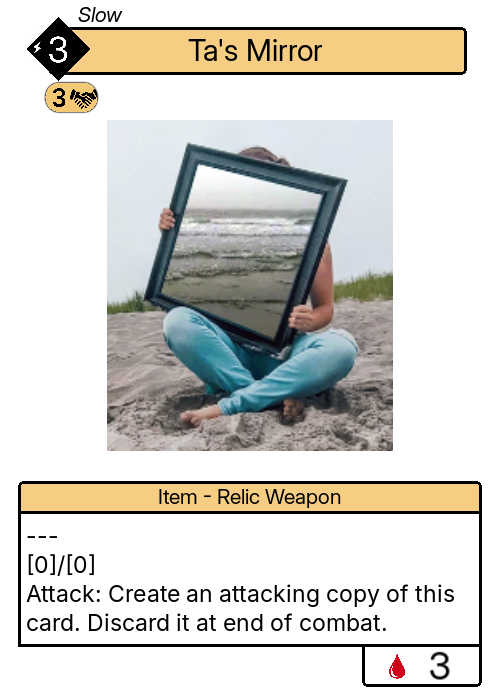 Slow
3
Ta's Mirror
3
Item - Relic Weapon
---
[0]/[0]
Attack: Create an attacking copy of this
card. Discard it at end of combat.
3